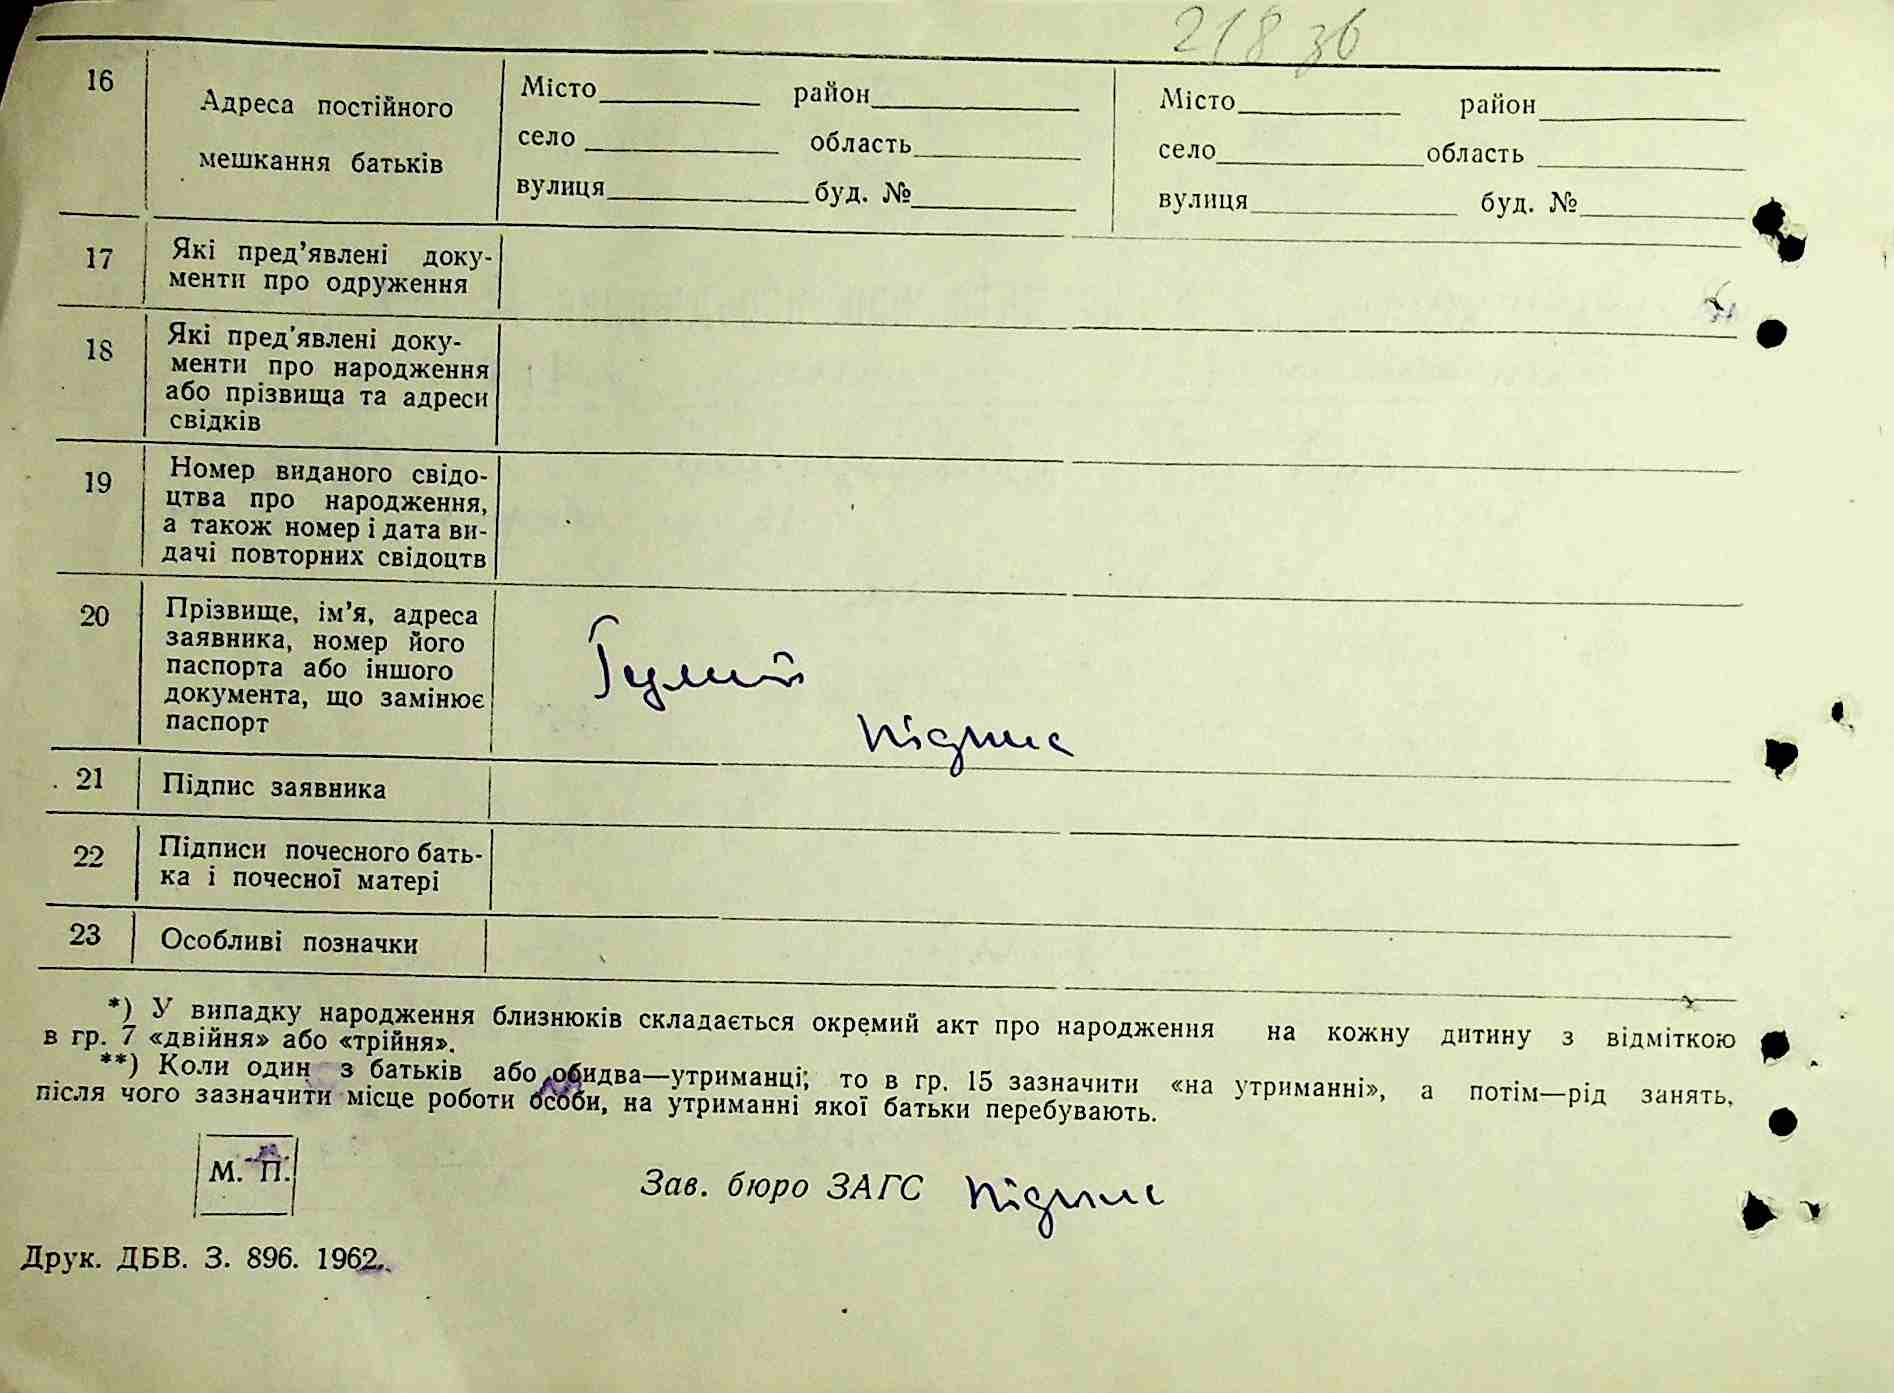 218 зв
16
Адреса постійного
мешкання батьків
Місто район
село область
вулиця буд. №
Місто район
село область
вулиця буд. №
17
Які пред’явлені доку-
менти про одруження
18
Які пред’явлені доку-
менти про народження
або прізвища та адреси
свідків
19
Номер виданого свідо-
цтва про народження,
а також номер і дата ви-
дачі повторних свідоцтв
20
Прізвище, ім’я, адреса
заявника, номер його
паспорта або іншого
документа, що замінює
паспорт
підпис
21
Підпис заявника
22
Підписи почесного бать-
ка і почесної матері
23
Особливі позначки
*) У випадку народження близнюків складається окремий акт про народження на кожну дитину з відміткою
в гр. 7 «двійня» або «трійня».
**) Коли один з батьків або обидва—утриманці; то в гр. 15 зазначити «на утриманні», а потім—рід занять,
після чого зазначити місце роботи особи, на утриманні якої батьки перебувають.
М. П.
Зав. бюро ЗАГС підпис
Друк. ДБВ. З. 896. 1962.